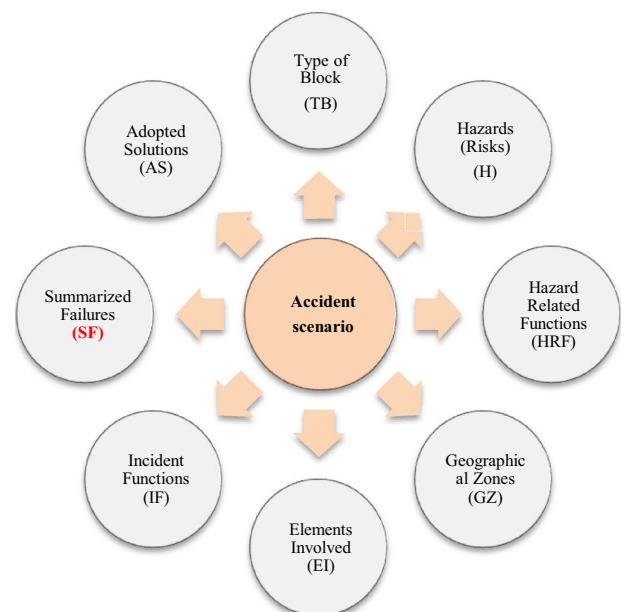 Type of
Block
(TB)
Hazards
(Risks)
(H)
Hazard
Related
Functions
(HRF)
Geographic
al Zones
(GZ)
Elements
Involved
(EI)
Incident
Functions
(IF)
Summarized
Failures
(SF)
Adopted
Solutions
(AS)
Accident
scenario